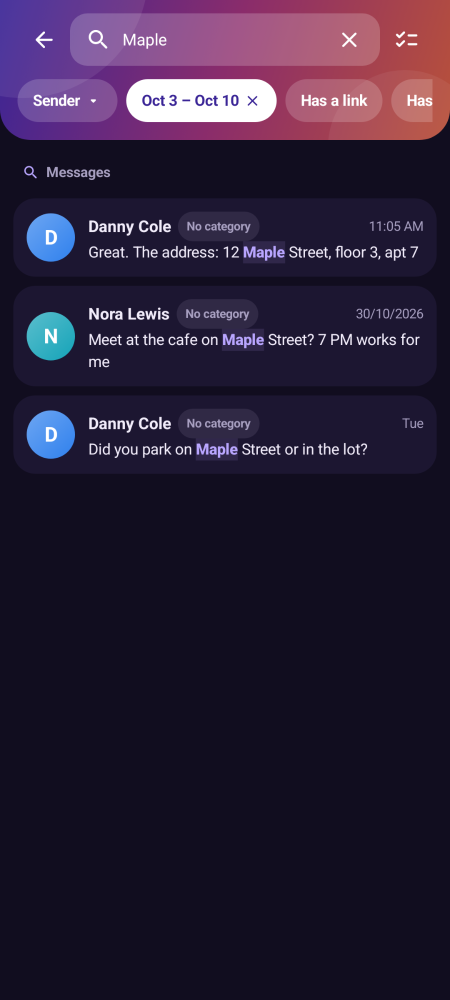 Maple
Sender
Oct 3 – Oct 10
Has a link
Has
Messages
Danny Cole No category 11:05 AM
Great. The address: 12 Maple Street, floor 3, apt 7
Nora Lewis No category 30/10/2026
Meet at the cafe on Maple Street? 7 PM works for
me
Danny Cole No category Tue
Did you park on Maple Street or in the lot?
D
N
D